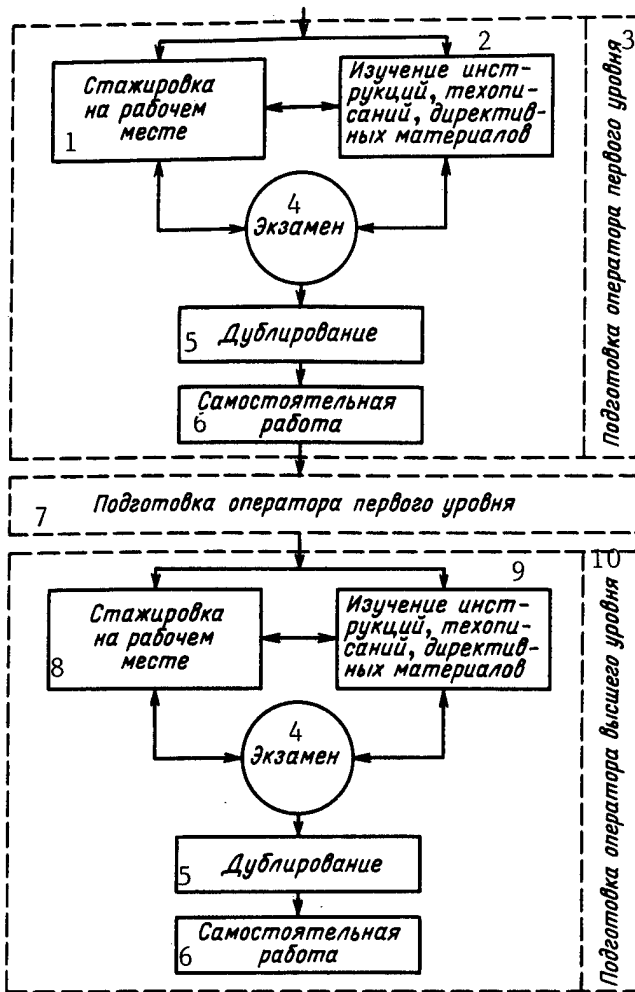 2
3
Стажировка
на рабочем
месте
1
Изучение инст-
рукций, техопи-
саний, директив-
ных материалов
Подготовка оператора первого уровня
4
Экзамен
5 Дублирование
Самостоятельная
6 работа
7 Подготовка оператора первого уровня
9
10
Стажировка
на рабочем
месте
8
Изучение инст-
рукций, техопи-
саний, директив-
ных материалов
Подготовка оператора высшего уровня
4
Экзамен
5 Дублирование
Самостоятельная
6 работа